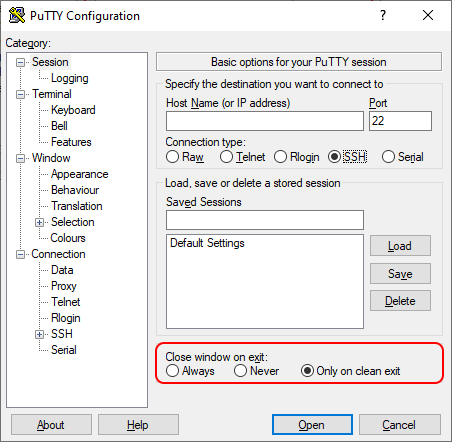 PuTTY Configuration
Category:
Session
Logging
Terminal
Keyboard
Bell
Features
Window
Appearance
Behaviour
Translation
Selection
Colours
Connection
Data
Proxy
Telnet
Rlogin
SSH
Serial
Basic options for your PuTTY session
Specify the destination you want to connect to
Host Name (or IP address) Port
22
Connection type:
Raw Telnet Rlogin SSH Serial
Load, save or delete a stored session
Saved Sessions
Default Settings
Load
Save
Delete
Close window on exit:
Always Never Only on clean exit
About Help Open Cancel